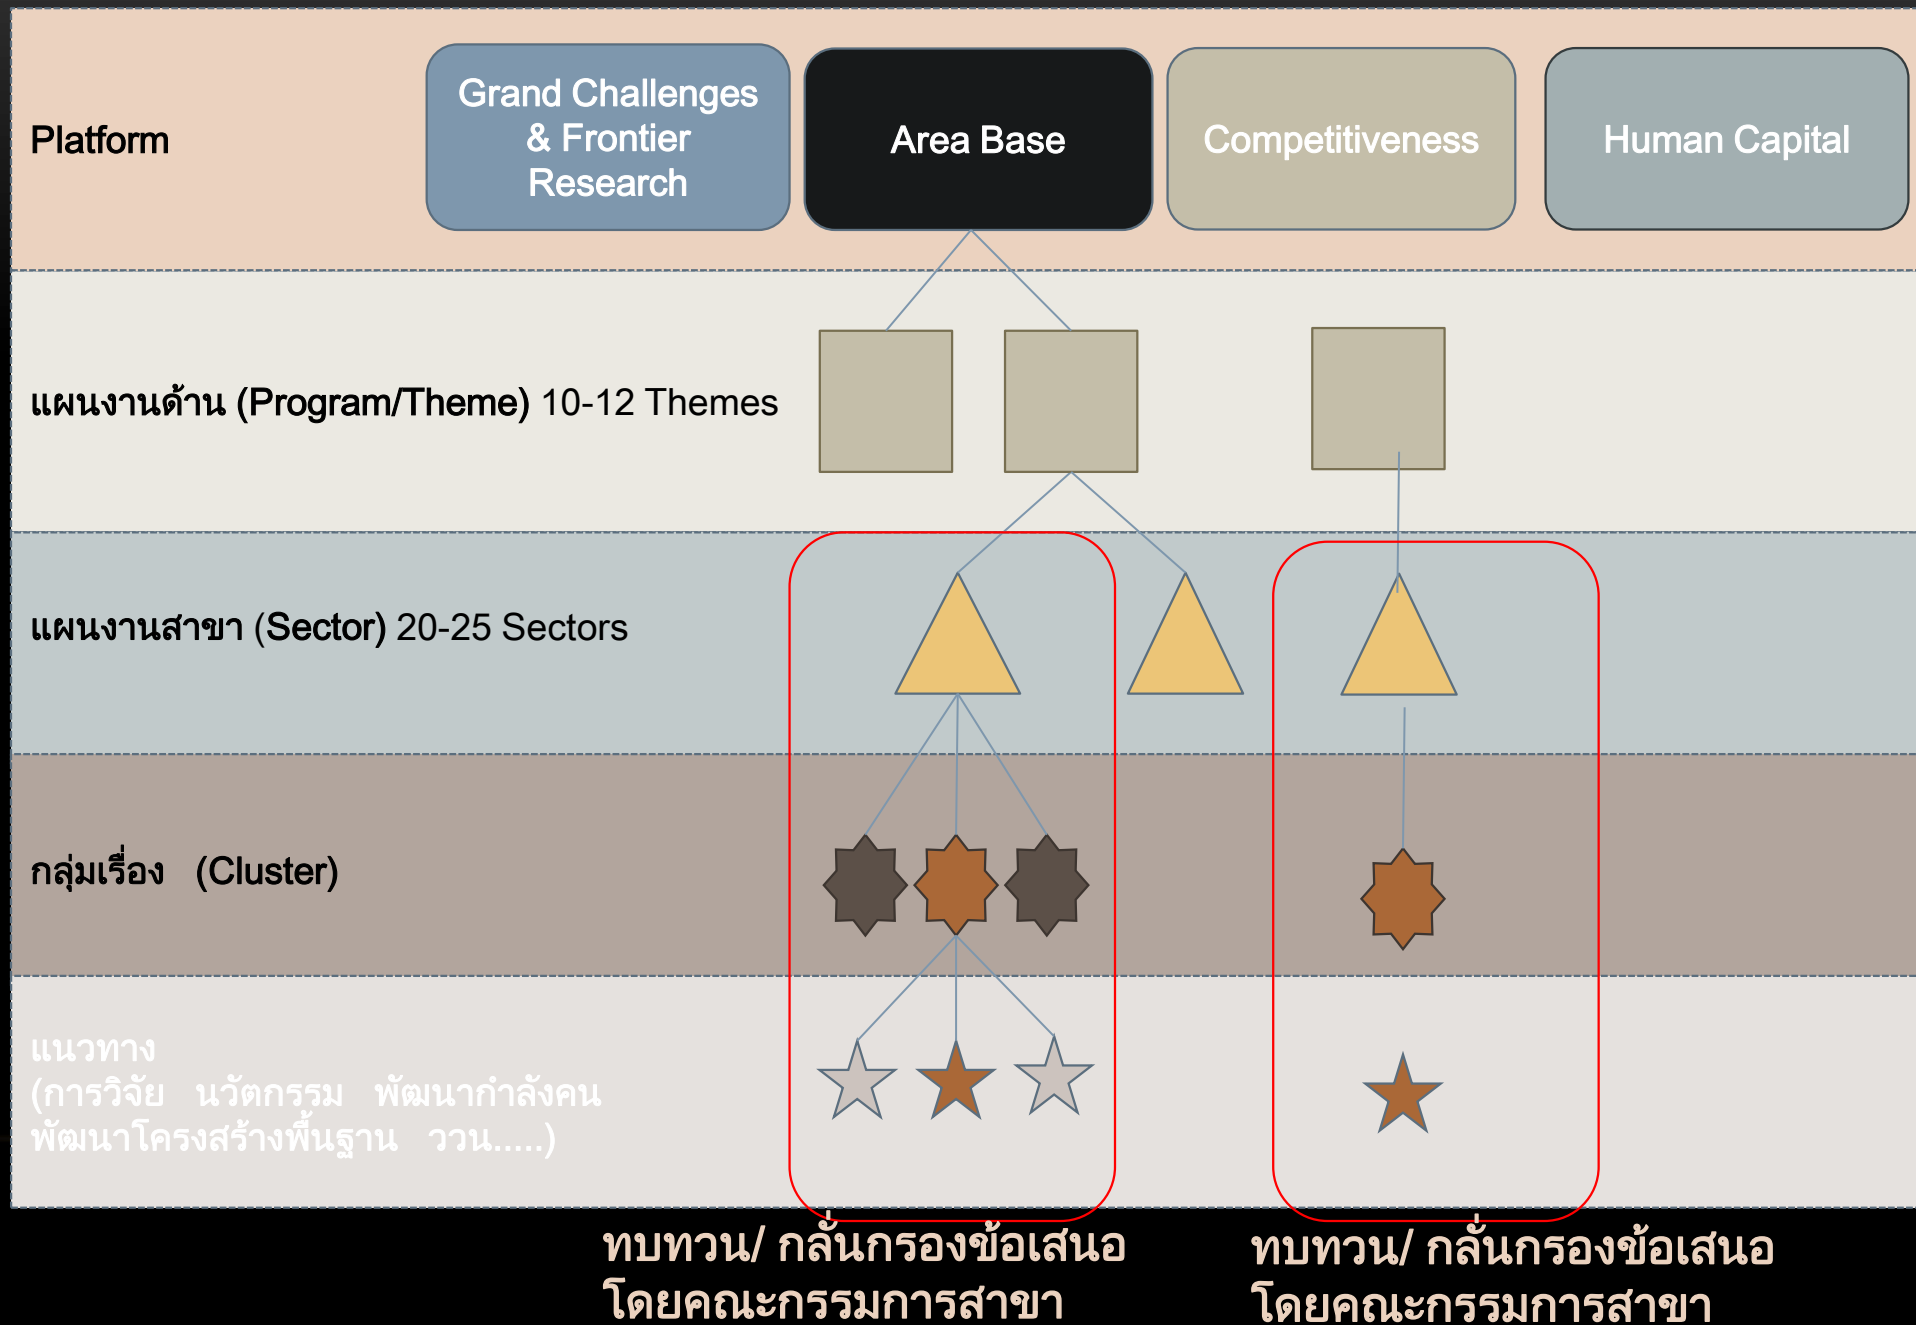 Platform
Grand Challenges
& Frontier
Research
Area Base
Competitiveness
Human Capital
แผนงานด้าน (Program/Theme) 10-12 Themes
แผนงานสาขา (Sector) 20-25 Sectors
กลุ่มเรื่อง (Cluster)
แนวทาง
(การวิจัย นวัตกรรม พัฒนากำลังคน
พัฒนาโครงสร้างพื้นฐาน ววน.....)
ทบทวน/ กลั่นกรองข้อเสนอ
โดยคณะกรรมการสาขา
ทบทวน/ กลั่นกรองข้อเสนอ
โดยคณะกรรมการสาขา